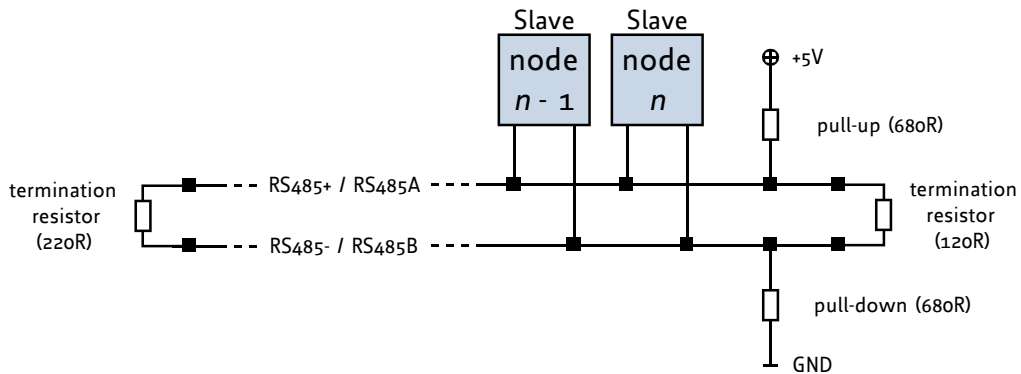 Slave
Slave
node
n - 1
node
n
+5V
pull-up (680R)
termination
resistor
(220R)
RS485+ / RS485A
RS485- / RS485B
termination
resistor
(120R)
pull-down (680R)
GND